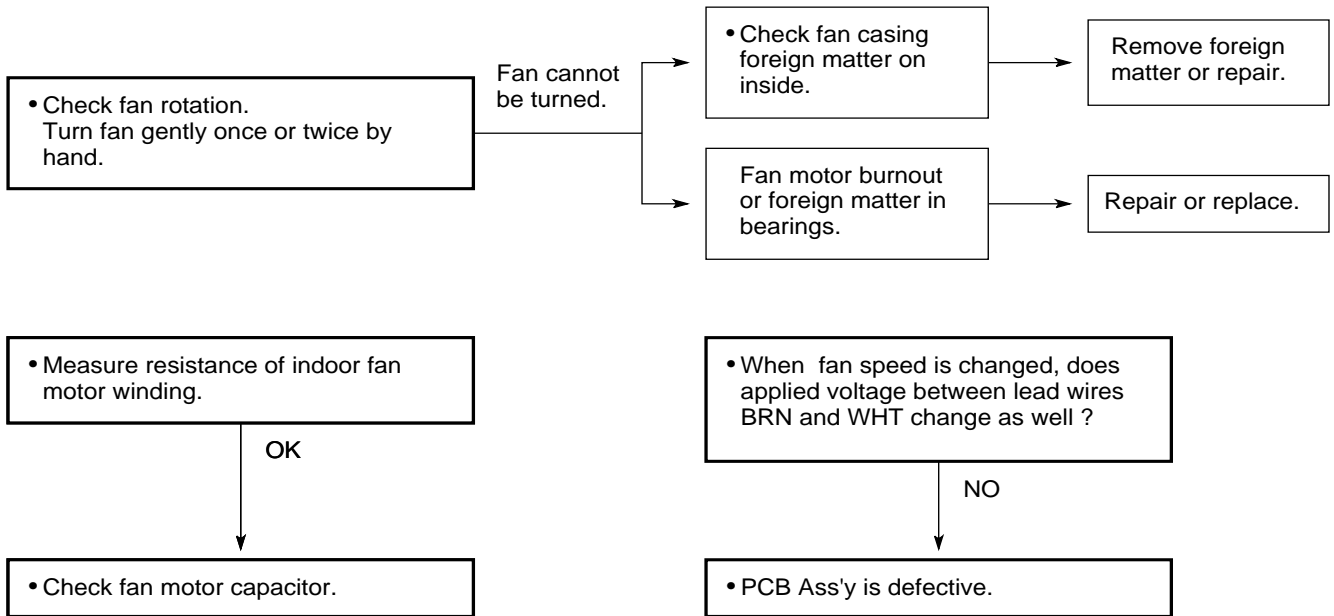 • Check fan rotation.
Turn fan gently once or twice by
hand.
Fan cannot
be turned.
• Check fan casing
foreign matter on
inside.
Remove foreign
matter or repair.
Fan motor burnout
or foreign matter in
bearings.
Repair or replace.
• Measure resistance of indoor fan
motor winding.
OK
• Check fan motor capacitor.
• When fan speed is changed, does
applied voltage between lead wires
BRN and WHT change as well ?
NO
• PCB Ass'y is defective.